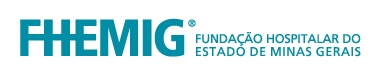 FHEMIG® FUNDAÇÃO HOSPITALAR DO
ESTADO DE MINAS GERAIS